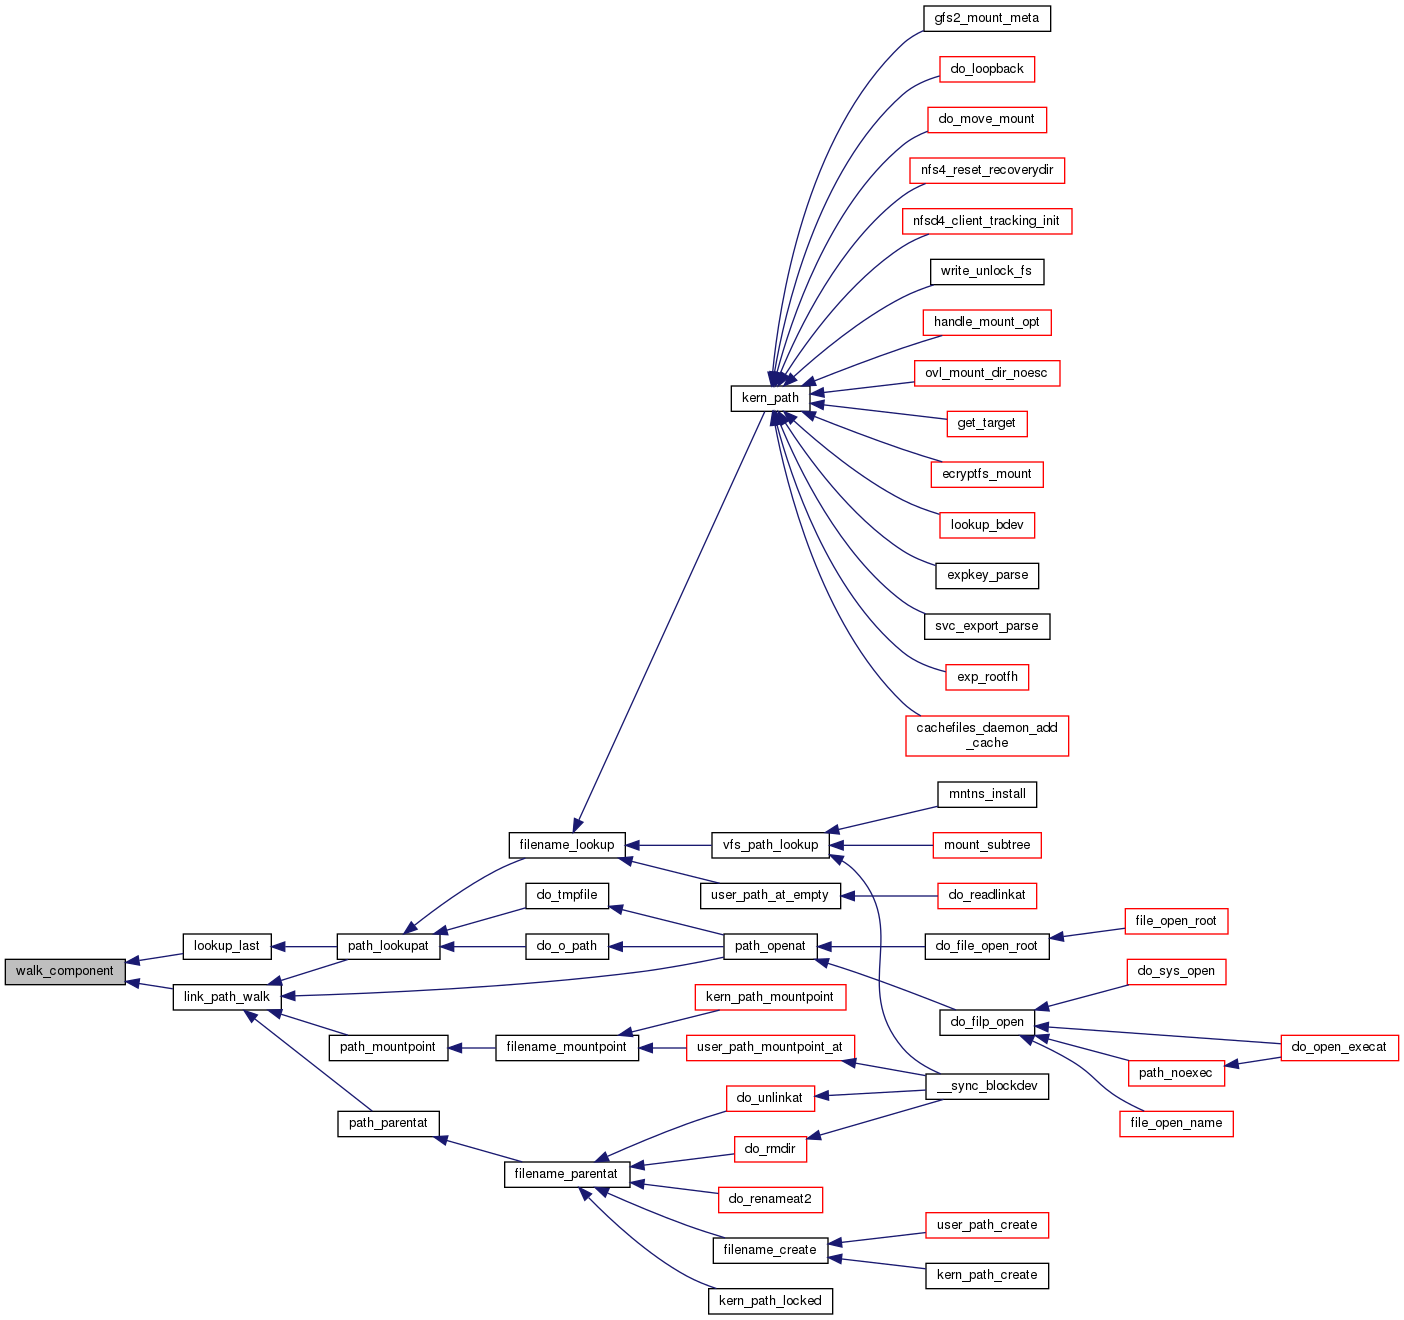 gfs2_mount_meta
do_loopback
do_move_mount
nfs4_reset_recoverydir
nfsd4_client_tracking_init
write_unlock_fs
handle_mount_opt
ovl_mount_dir_noesc
kern_path
get_target
ecryptfs_mount
lookup_bdev
expkey_parse
svc_export_parse
exp_rootfh
cachefiles_daemon_add
_cache
mntns_install
filename_lookup
vfs_path_lookup
mount_subtree
do_tmpfile
user_path_at_empty
do_readlinkat
file_open_root
lookup_last
path_lookupat
do_o_path
path_openat
do_file_open_root
walk_component
do_sys_open
link_path_walk
kern_path_mountpoint
do_filp_open
path_mountpoint
filename_mountpoint
user_path_mountpoint_at
do_open_execat
path_noexec
__sync_blockdev
do_unlinkat
path_parentat
file_open_name
do_rmdir
filename_parentat
do_renameat2
user_path_create
filename_create
kern_path_create
kern_path_locked